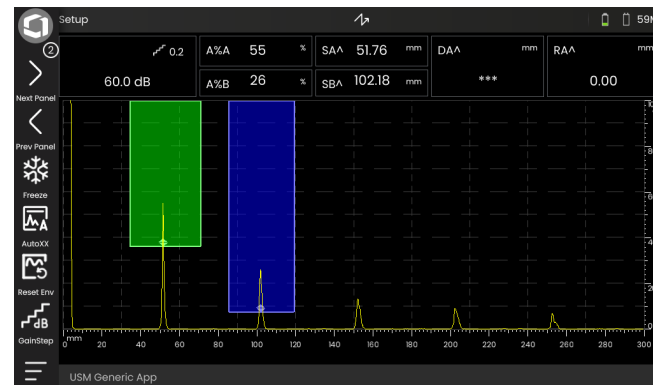 Setup
59M
2
0.2
60.0 dB
A%A 55 %
SA^ 51.76 mm
DA^ mm
***
RA^ mm
0.00
A%B 26 %
SB^ 102.18 mm
Next Panel
Prev Panel
Freeze
A
AutoXX
Reset Env
dB
GainStep
0 mm 20 40 60 80 100 120 140 160 180 200 220 240 260 280 300
USM Generic App